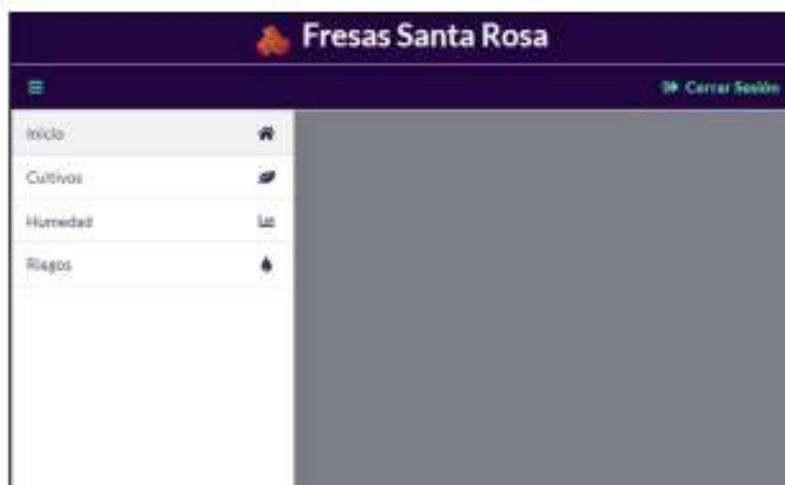 Fresas Santa Rosa
Cerrar Sesión
Inicio
Cultivos
Humedad
Riegos